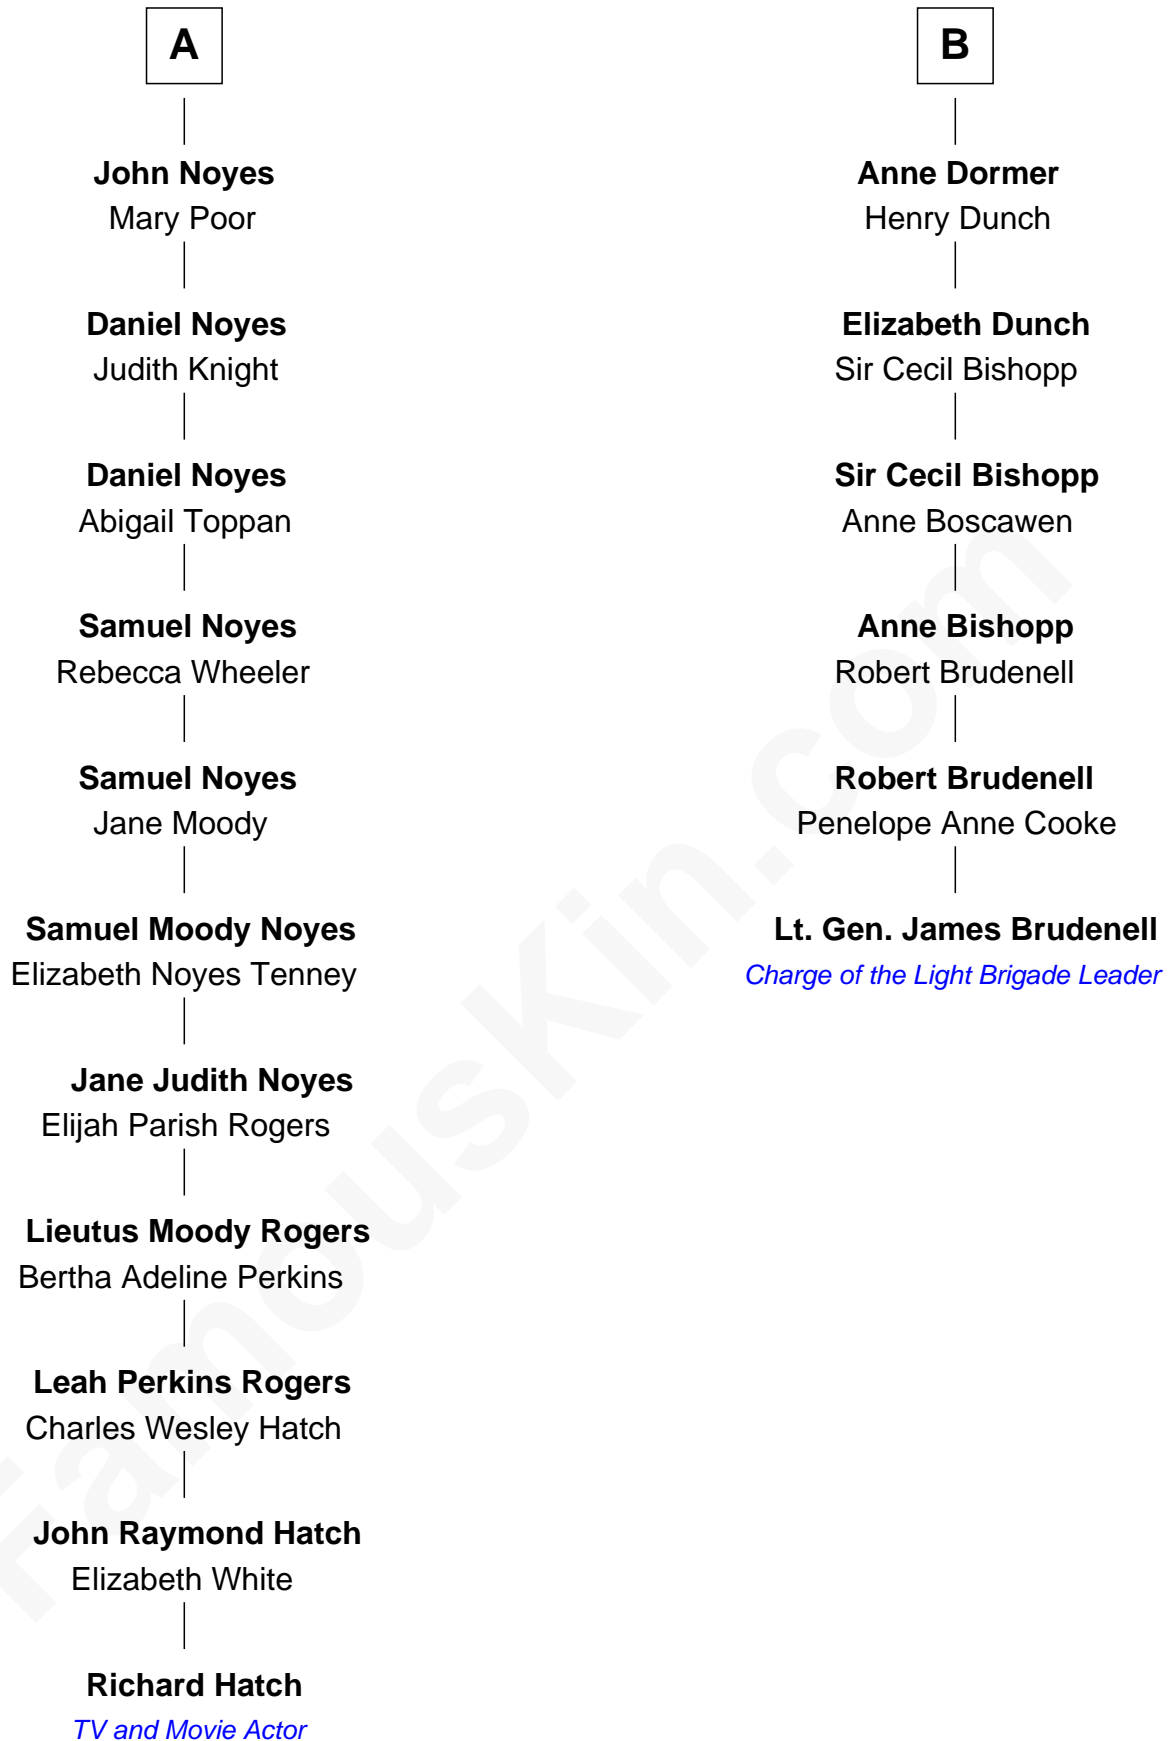 A
John Noyes
Mary Poor
Daniel Noyes
Judith Knight
Daniel Noyes
Abigail Toppan
Samuel Noyes
Rebecca Wheeler
Samuel Noyes
Jane Moody
Samuel Moody Noyes
Elizabeth Noyes Tenney
Jane Judith Noyes
Elijah Parish Rogers
Lieutus Moody Rogers
Bertha Adeline Perkins
Leah Perkins Rogers
Charles Wesley Hatch
John Raymond Hatch
Elizabeth White
Richard Hatch
TV and Movie Actor
B
Anne Dormer
Henry Dunch
Elizabeth Dunch
Sir Cecil Bishopp
Sir Cecil Bishopp
Anne Boscawen
Anne Bishopp
Robert Brudenell
Robert Brudenell
Penelope Anne Cooke
Lt. Gen. James Brudenell
Charge of the Light Brigade Leader
FamousKin.com